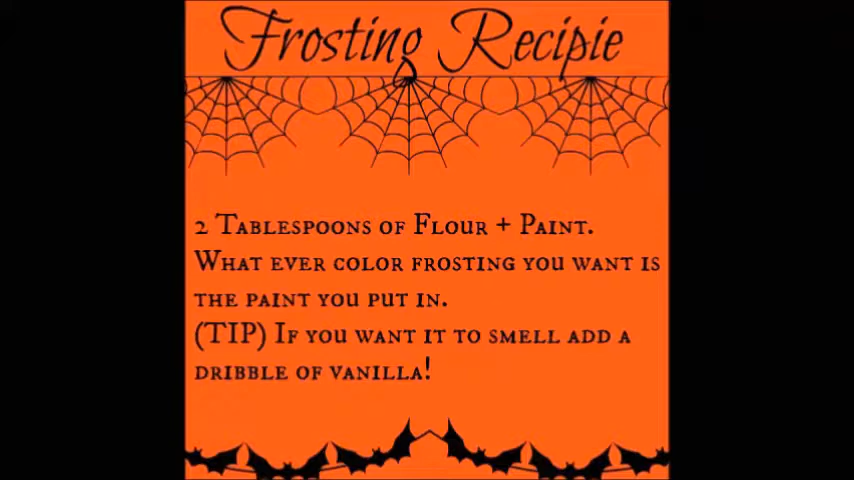 Frosting Recipie
2 Tablespoons of Flour + Paint.
What ever color frosting you want is
the paint you put in.
(TIP) If you want it to smell add a
dribble of vanilla!